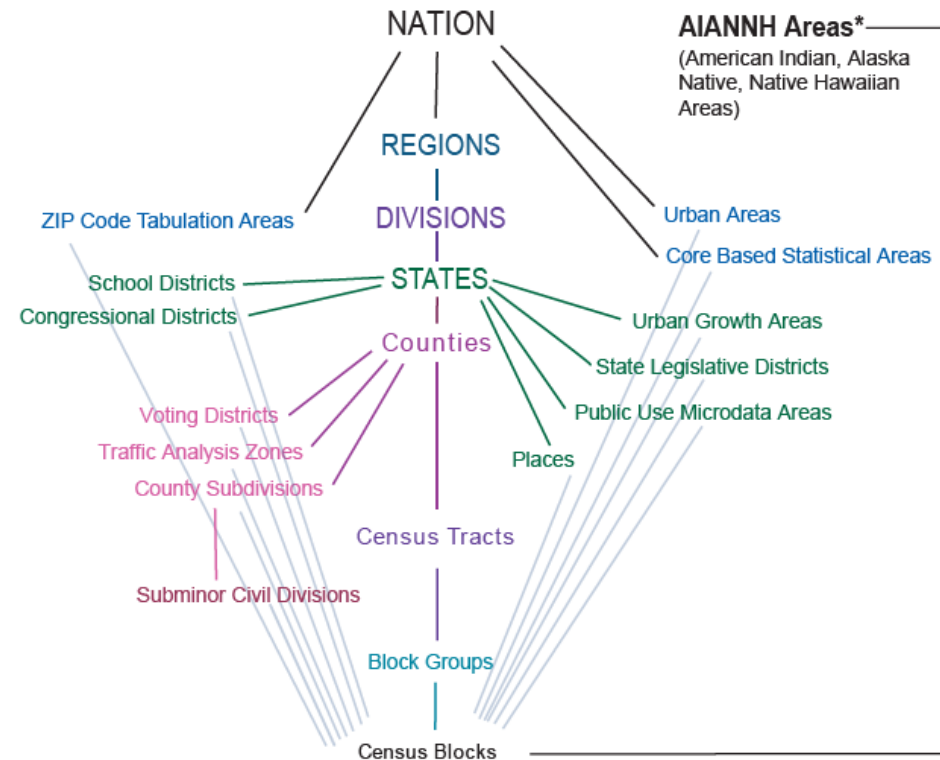 NATION
AIANNH Areas*
(American Indian, Alaska
Native, Native Hawaiian
Areas)
REGIONS
ZIP Code Tabulation Areas
DIVISIONS
Urban Areas
Core Based Statistical Areas
School Districts
STATES
Congressional Districts
Urban Growth Areas
Counties
State Legislative Districts
Voting Districts
Public Use Microdata Areas
Traffic Analysis Zones
Places
County Subdivisions
Census Tracts
Subminor Civil Divisions
Block Groups
Census Blocks